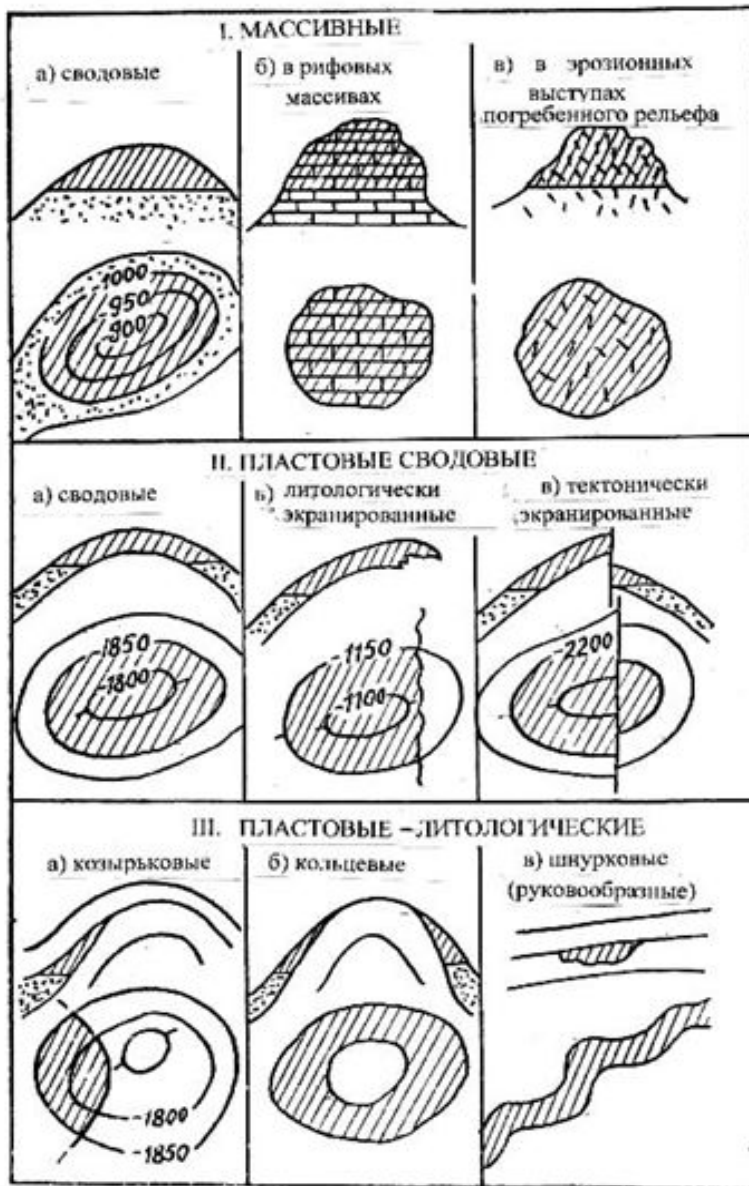 I. МАССИВНЫЕ
а) сводовые
б) в рифовых
массивах
в) в эрозионных
выступах
погребенного рельефа
-1000
-950
-900
II. ПЛАСТОВЫЕ СВОДОВЫЕ
а) сводовые
ь) литологически
экранированные
в) тектонически
экранированные
-1850
-1800
-1150
-1100
-2200
III. ПЛАСТОВЫЕ – ЛИТОЛОГИЧЕСКИЕ
а) козырьковые
б) кольцевые
в) шнурковые
(руковообразные)
-1800
-1850